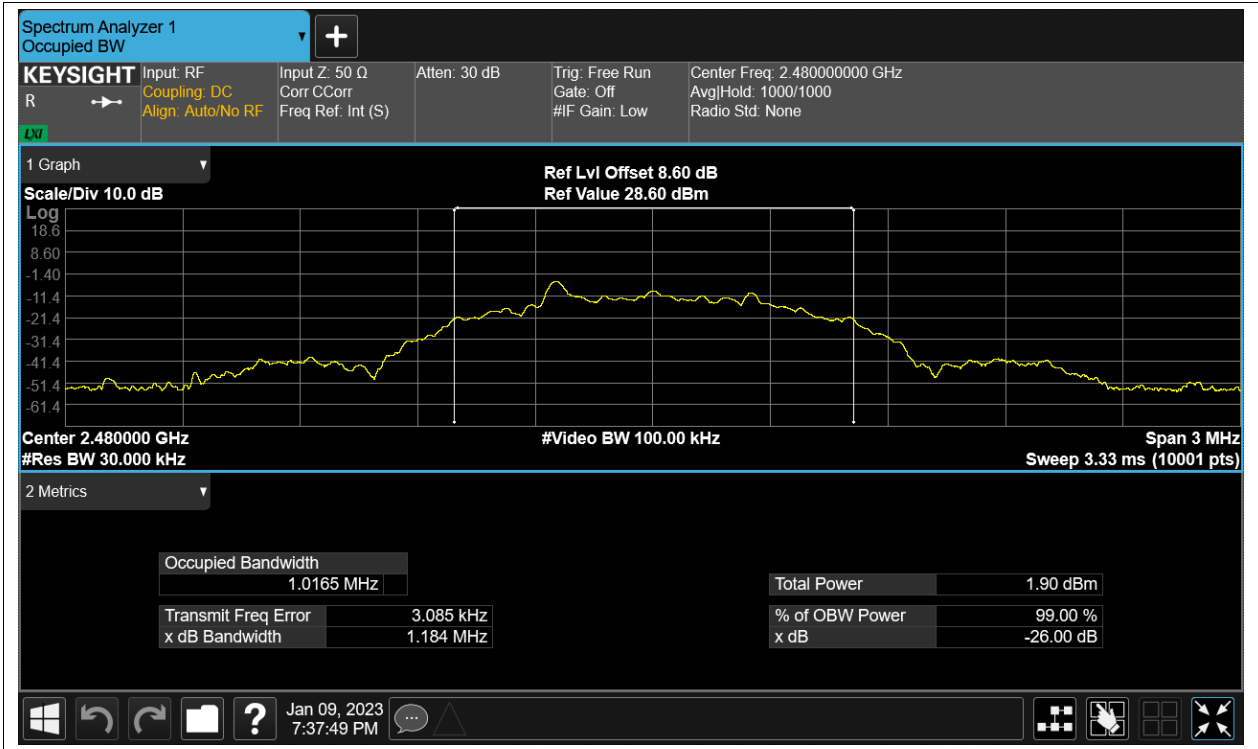 Spectrum Analyzer 1
Occupied BW
KEYSIGHT
R
LXI
Input: RF
Coupling: DC
Align: Auto/No RF
Input Z: 50 Ω
Corr CCorr
Freq Ref: Int (S)
Atten: 30 dB
Trig: Free Run
Gate: Off
#IF Gain: Low
Center Freq: 2.480000000 GHz
Avg|Hold: 1000/1000
Radio Std: None
1 Graph
Scale/Div 10.0 dB
Ref Lvl Offset 8.60 dB
Ref Value 28.60 dBm
Log
18.6
8.60
-1.40
-11.4
-21.4
-31.4
-41.4
-51.4
-61.4
Center 2.480000 GHz
#Res BW 30.000 kHz
#Video BW 100.00 kHz
Span 3 MHz
Sweep 3.33 ms (10001 pts)
2 Metrics
Occupied Bandwidth
1.0165 MHz
Transmit Freq Error 3.085 kHz
x dB Bandwidth 1.184 MHz
Total Power 1.90 dBm
% of OBW Power 99.00 %
x dB -26.00 dB
?
Jan 09, 2023
7:37:49 PM